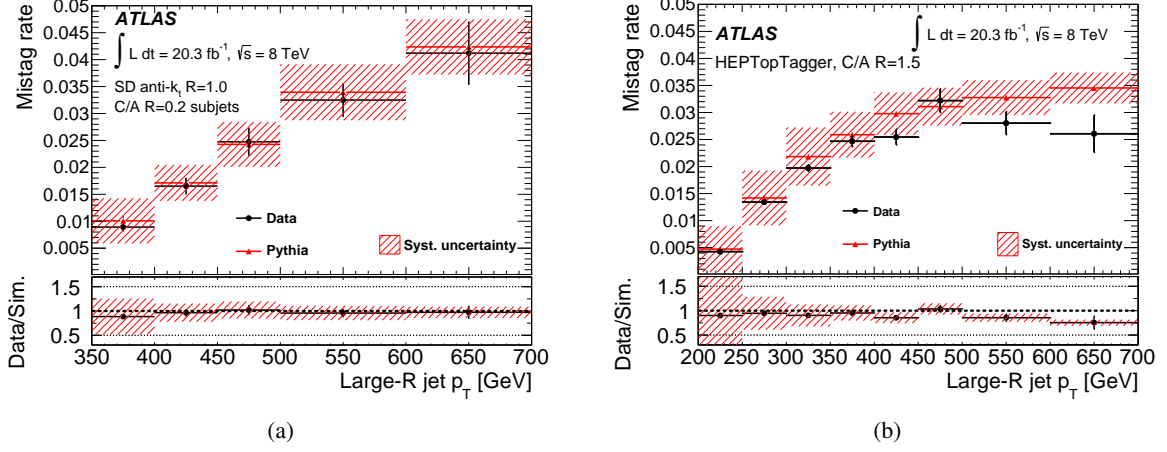 ATLAS
∫ L dt = 20.3 fb⁻¹, √s = 8 TeV
SD anti-kₜ R=1.0
C/A R=0.2 subjets
Mistag rate
0.05
0.045
0.04
0.035
0.03
0.025
0.02
0.015
0.01
0.005
Data
Pythia
Syst. uncertainty
Data/Sim.
1.5
1
0.5
350 400 450 500 550 600 650 700
Large-R jet p_T [GeV]
(a)
ATLAS
∫ L dt = 20.3 fb⁻¹, √s = 8 TeV
HEPTopTagger, C/A R=1.5
Mistag rate
0.05
0.045
0.04
0.035
0.03
0.025
0.02
0.015
0.01
0.005
Data
Pythia
Syst. uncertainty
Data/Sim.
1.5
1
0.5
200 250 300 350 400 450 500 550 600 650 700
Large-R jet p_T [GeV]
(b)